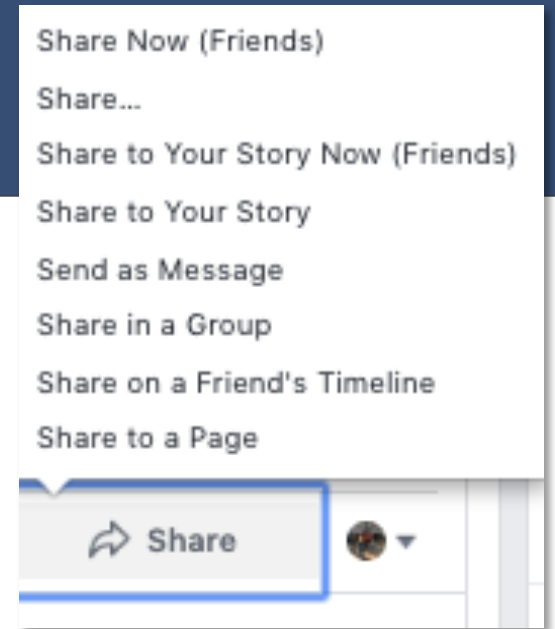 Share Now (Friends)
Share...
Share to Your Story Now (Friends)
Share to Your Story
Send as Message
Share in a Group
Share on a Friend's Timeline
Share to a Page
Share